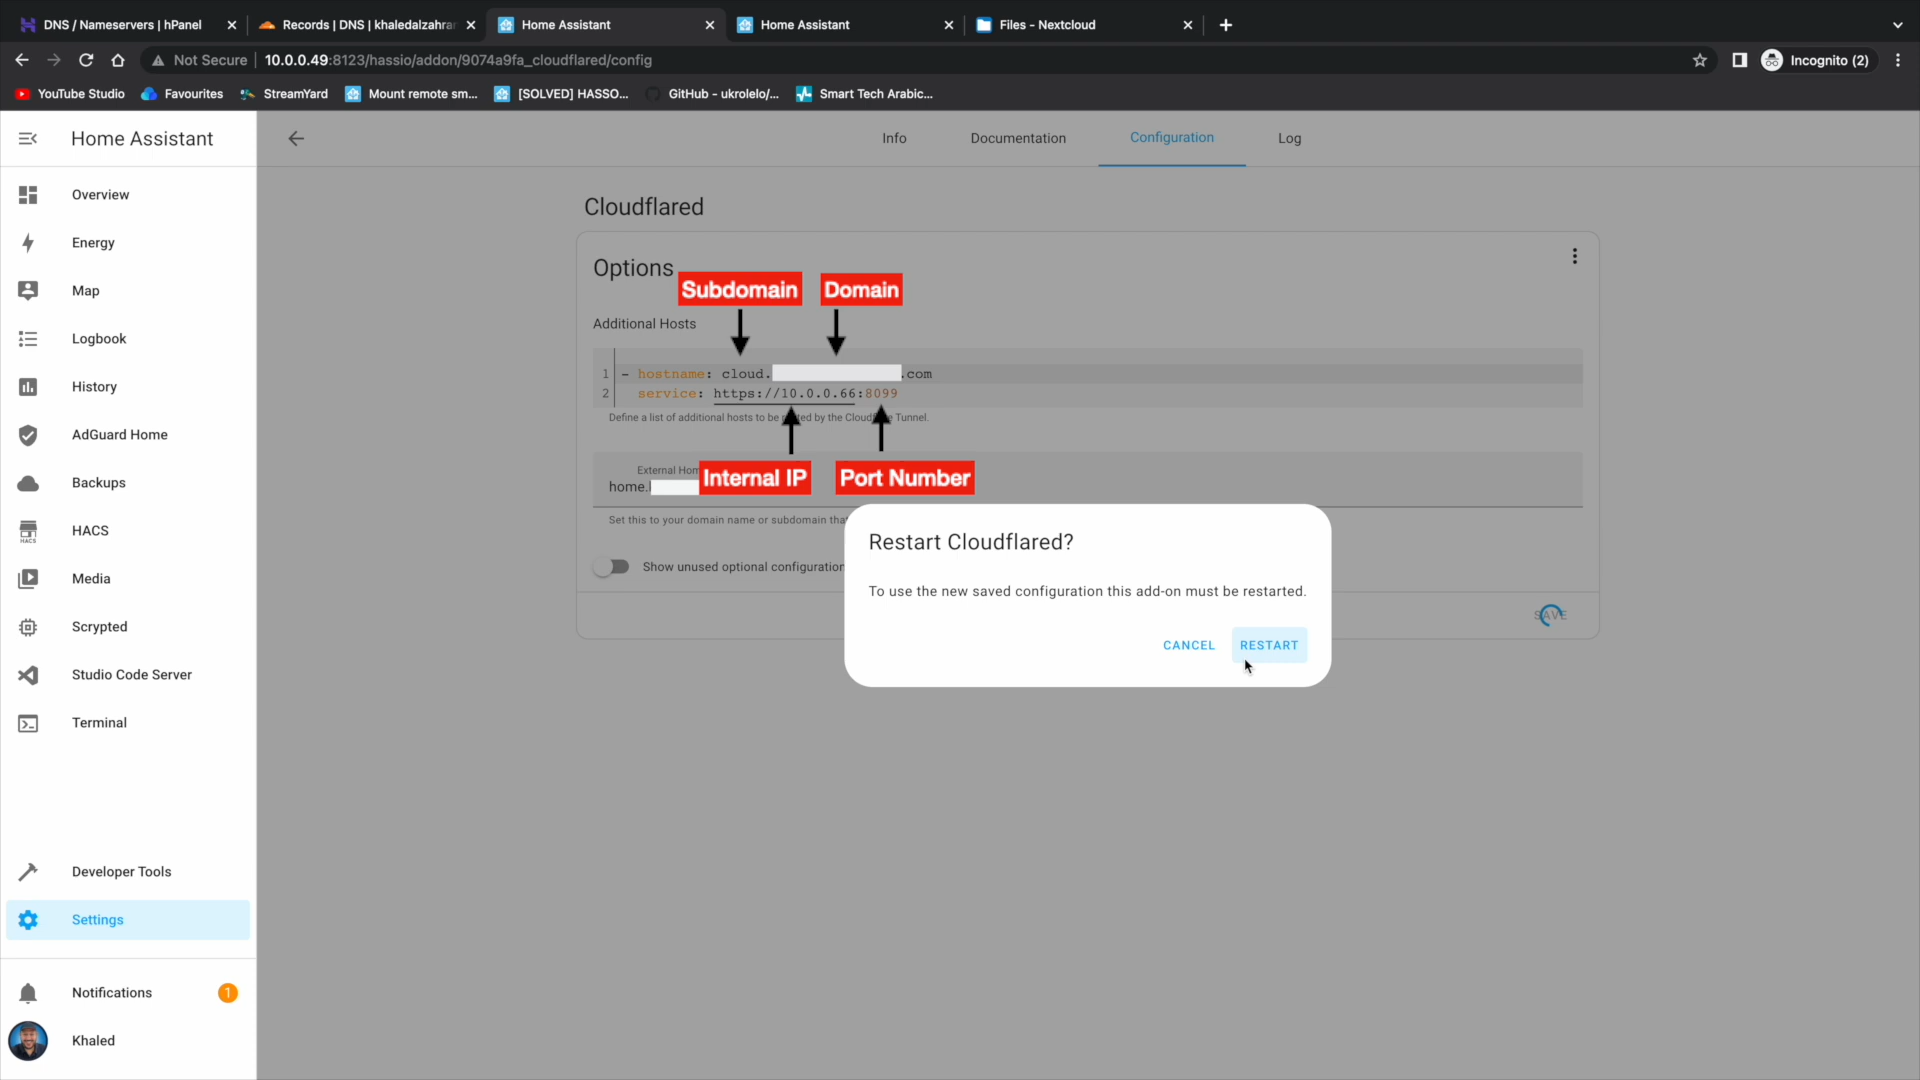 DNS / Nameservers | hPanel
Records | DNS | khaledalzahran
Home Assistant
Home Assistant
Files - Nextcloud
Not Secure
10.0.0.49:8123/hassio/addon/9074a9fa_cloudflared/config
Incognito (2)
YouTube Studio
Favourites
StreamYard
Mount remote sm...
[SOLVED] HASSO...
GitHub - ukrolelo/...
Smart Tech Arabic...
Home Assistant
Info
Documentation
Configuration
Log
Overview
Energy
Map
Logbook
History
AdGuard Home
Backups
HACS
HACS
Media
Scrypted
Studio Code Server
Terminal
Developer Tools
Settings
Notifications
1
Khaled
Cloudflared
Options
Subdomain
Domain
Additional Hosts
1 - hostname: cloud. .com
2 service: https://10.0.0.66:8099
Define a list of additional hosts to be by the Tunnel.
Internal IP
Port Number
External
home.
Set this to your domain name or subdomain
Show unused optional configuration
SAVE
Restart Cloudflared?
To use the new saved configuration this add-on must be restarted.
CANCEL
RESTART